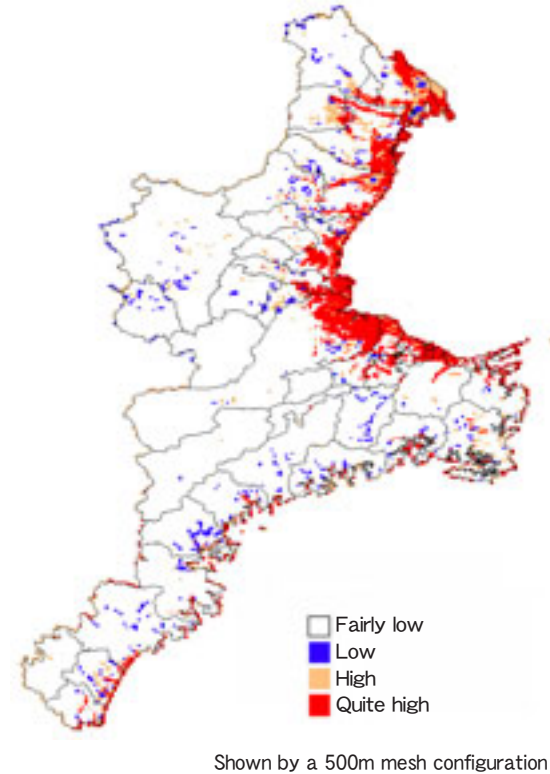 Fairly low
Low
High
Quite high
Shown by a 500m mesh configuration